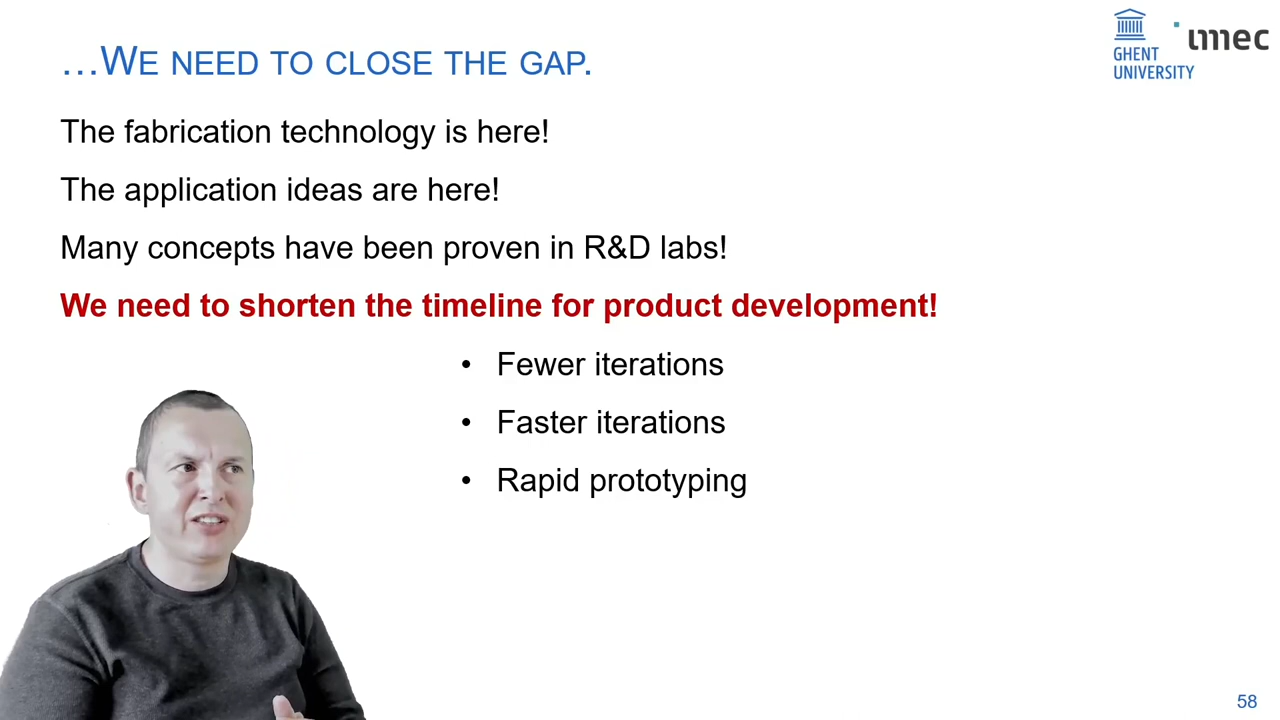 …WE NEED TO CLOSE THE GAP.
GHENT
UNIVERSITY
imec
The fabrication technology is here!
The application ideas are here!
Many concepts have been proven in R&D labs!
We need to shorten the timeline for product development!
• Fewer iterations
• Faster iterations
• Rapid prototyping
58